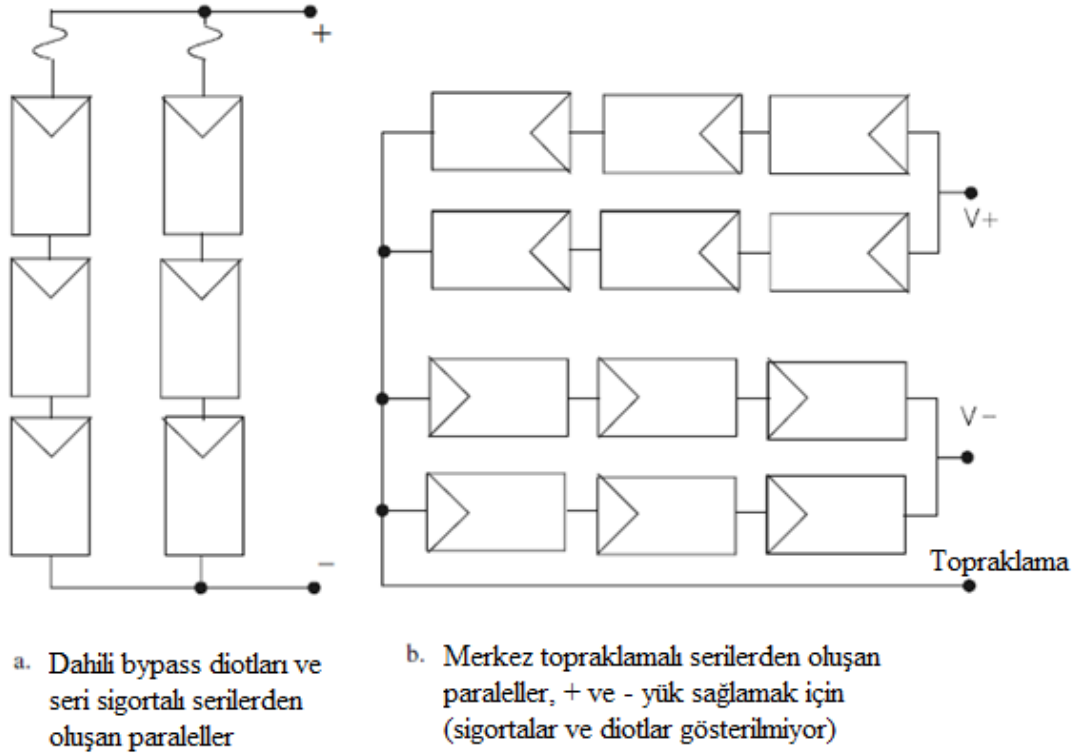 +
V+
V-
Topraklama
-
a. Dahili bypass diotları ve
seri sigortalı serilerden
oluşan paraleller
b. Merkez topraklamalı serilerden oluşan
paraleller, + ve - yük sağlamak için
(sigortalar ve diotlar gösterilmiyor)